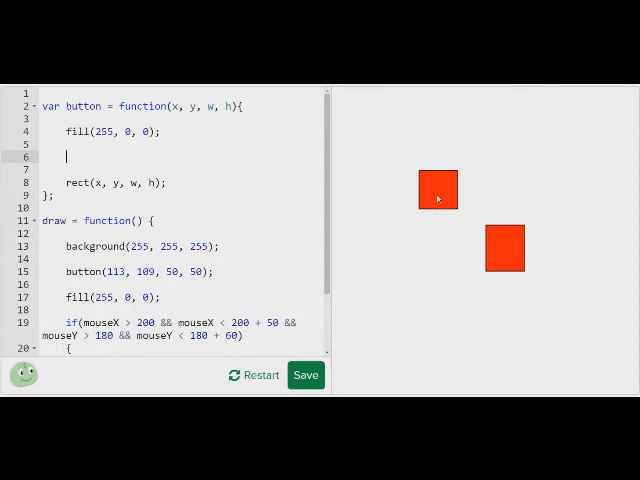 1
2 var button = function(x, y, w, h){
3
4 fill(255, 0, 0);
5
6
7
8 rect(x, y, w, h);
9 };
10
11 draw = function() {
12
13 background(255, 255, 255);
14
15 button(113, 109, 50, 50);
16
17 fill(255, 0, 0);
18
19 if(mouseX > 200 && mouseX < 200 + 50 &&
mouseY > 180 && mouseY < 180 + 60)
20 {
Restart Save